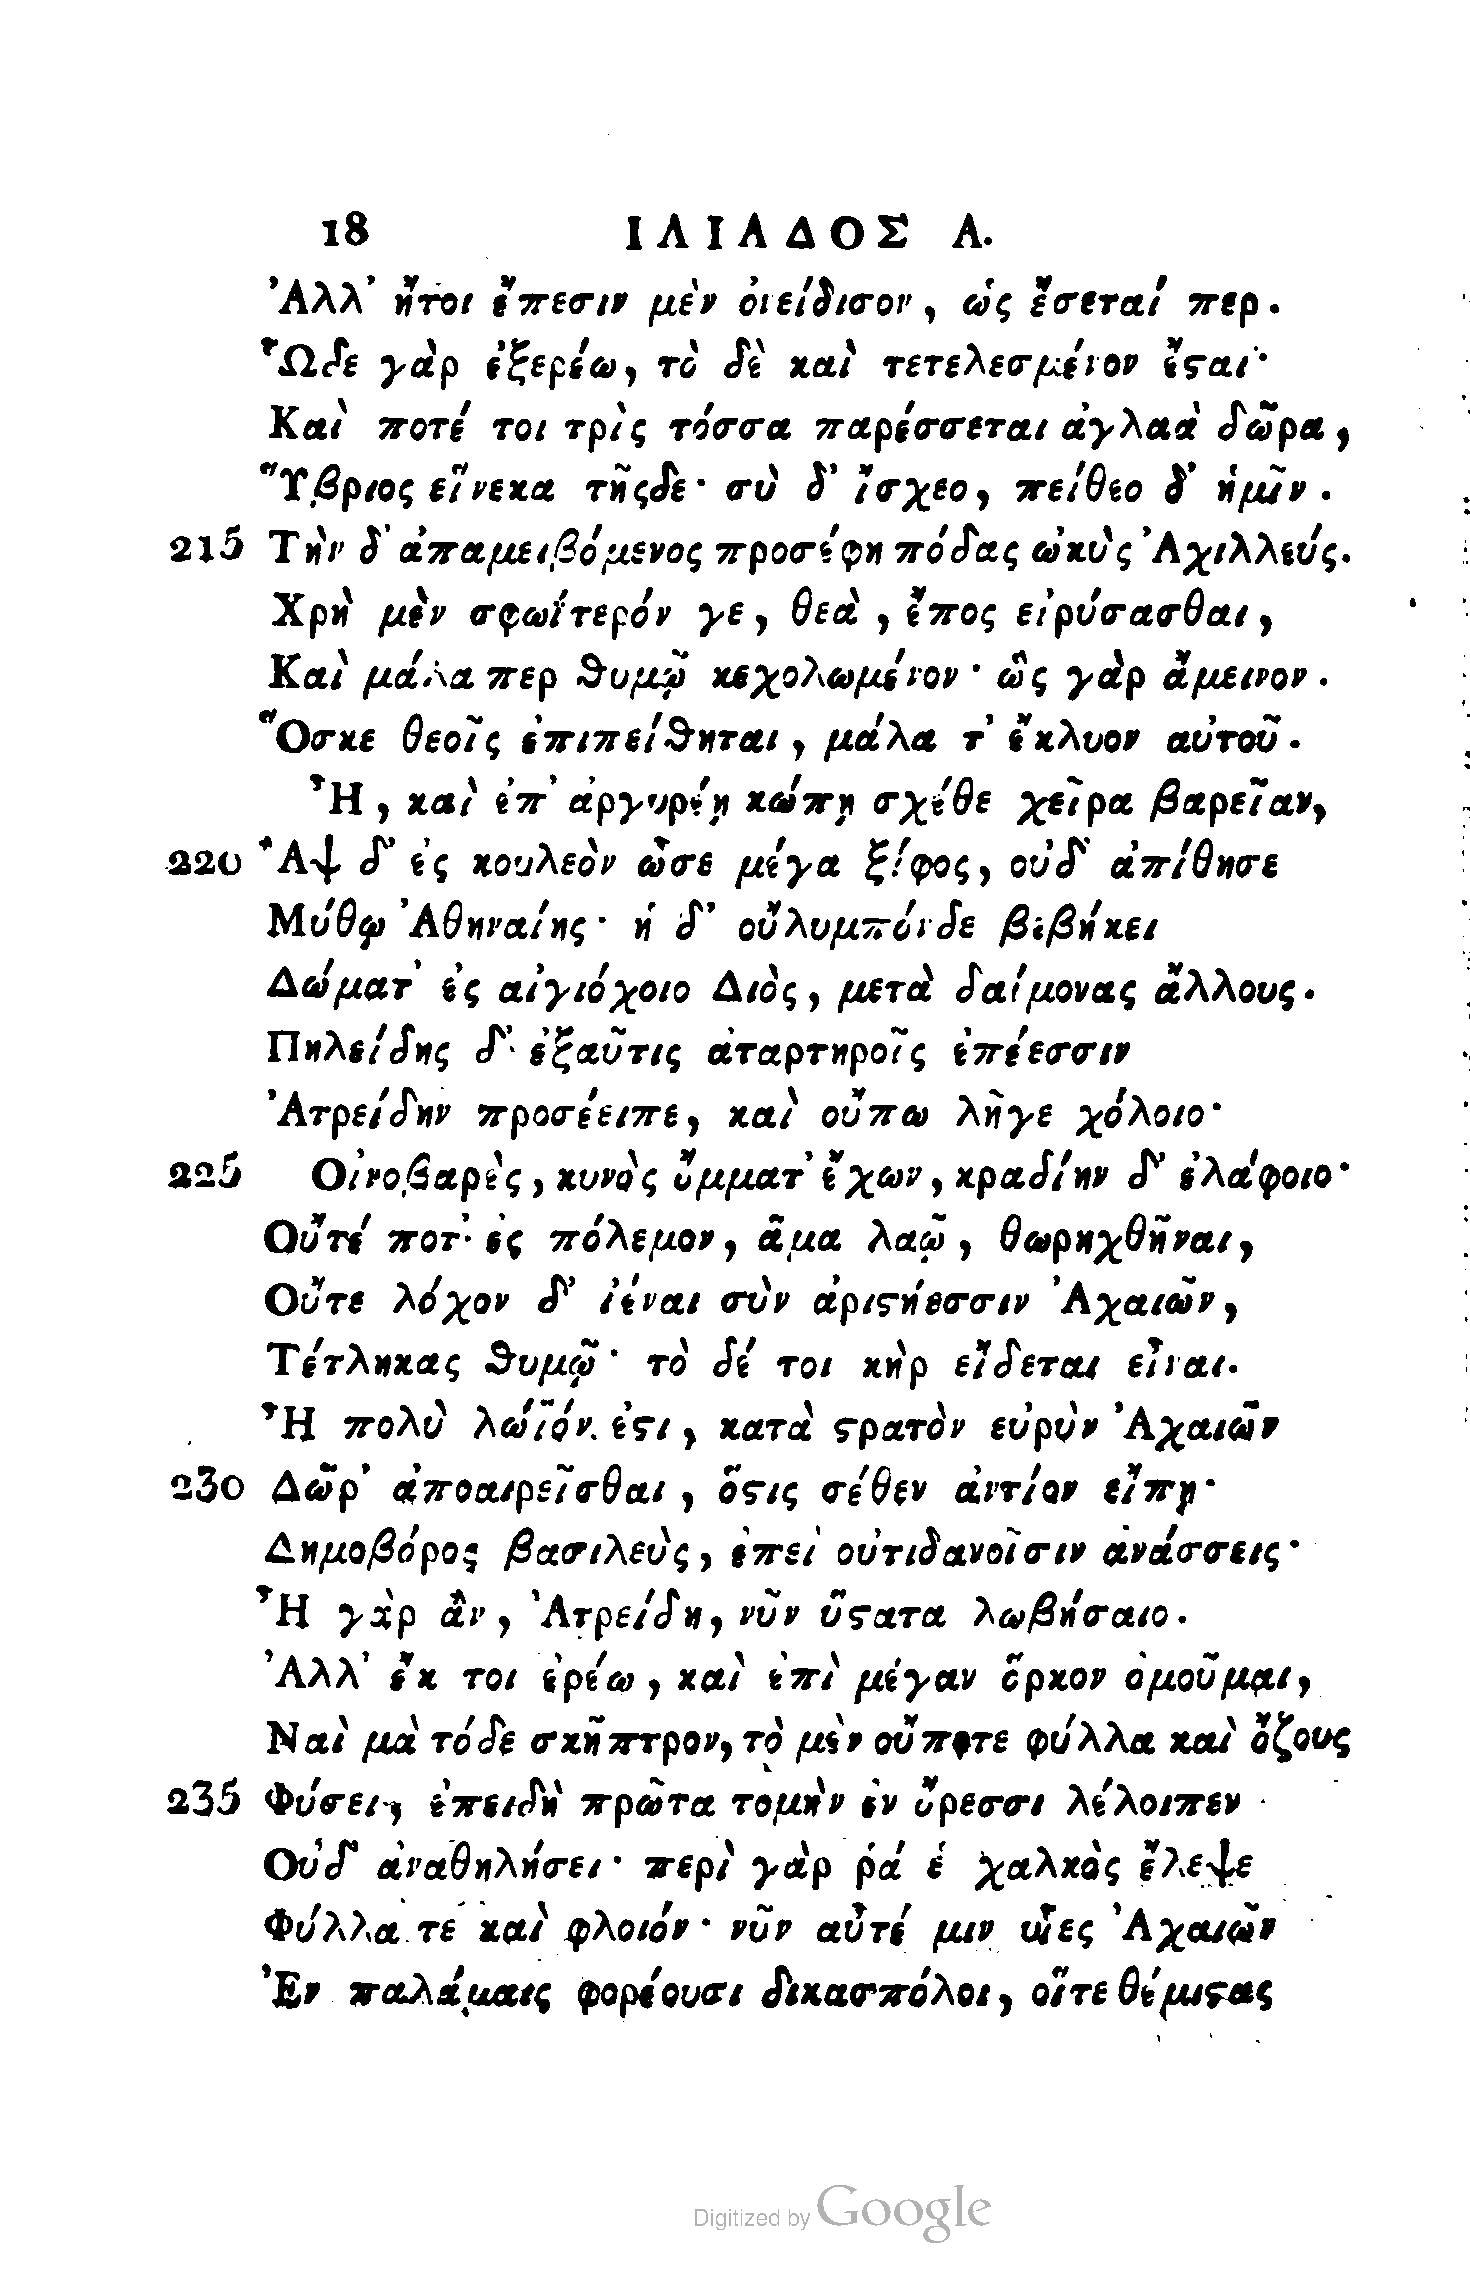 18 ΙΛΙΑΔΟΣ Α.
Ἀλλ' ἤτοι ἔπεσιν μὲν ὀνείδισον, ὡς ἔσεταί περ.
Ὧδε γὰρ ἐξερέω, τὸ δὲ καὶ τετελεσμένον ἔϛαι·
Καὶ ποτέ τοι τρὶς τόσσα παρέσσεται ἀγλαὰ δῶρα,
Ὕβριος εἵνεκα τῆςδε· σὺ δ' ἴσχεο, πείθεο δ' ἡμῖν.
215 Τὴν δ' ἀπαμειβόμενος προσέφη πόδας ὠκὺς Ἀχιλλεύς.
Χρὴ μὲν σφωΐτερόν γε, θεὰ, ἔπος εἰρύσασθαι,
Καὶ μάλα περ ϑυμῷ κεχολωμένον· ὣς γὰρ ἄμεινον.
Ὅσκε θεοῖς ἐπιπείϑηται, μάλα τ' ἔκλυον αὐτοῦ.
Ἦ, καὶ ἐπ' ἀργυρέῃ κώπῃ σχέθε χεῖρα βαρεῖαν,
220 Ἂψ δ' ἐς κουλεὸν ὦσε μέγα ξίφος, οὐδ' ἀπίθησε
Μύθῳ Ἀθηναίης· ἡ δ' οὔλυμπόνδε βεβήκει
Δώματ' ἐς αἰγιόχοιο Διὸς, μετὰ δαίμονας ἄλλους.
Πηλείδης δ' ἐξαῦτις ἀταρτηροῖς ἐπέεσσιν
Ἀτρείδην προσέειπε, καὶ οὔπω λῆγε χόλοιο·
225 Οἰνοβαρὲς, κυνὸς ὄμματ' ἔχων, κραδίην δ' ἐλάφοιο·
Οὔτέ ποτ' ἐς πόλεμον, ἅμα λαῷ, θωρηχθῆναι,
Οὔτε λόχον δ' ἰέναι σὺν ἀριϛήεσσιν Ἀχαιῶν,
Τέτληκας ϑυμῷ· τὸ δέ τοι κὴρ εἴδεται εἶναι.
Ἦ πολὺ λώϊόν ἐϛι, κατὰ ϛρατὸν εὐρὺν Ἀχαιῶν
230 Δῶρ' ἀποαιρεῖσθαι, ὅϛις σέθεν ἀντίον εἴπῃ·
Δημοβόρος βασιλεὺς, ἐπεὶ οὐτιδανοῖσιν ἀνάσσεις·
Ἦ γὰρ ἂν, Ἀτρείδη, νῦν ὕϛατα λωβήσαιο.
Ἀλλ' ἔκ τοι ἐρέω, καὶ ἐπὶ μέγαν ὅρκον ὀμοῦμαι,
Ναὶ μὰ τόδε σκῆπτρον, τὸ μὲν οὔποτε φύλλα καὶ ὄζους
235 Φύσει, ἐπειδὴ πρῶτα τομὴν ἐν ὄρεσσι λέλοιπεν
Οὐδ' ἀναθηλήσει· περὶ γὰρ ῥά ἑ χαλκὸς ἔλεψε
Φύλλα τε καὶ φλοιόν· νῦν αὖτέ μιν υἷες Ἀχαιῶν
Ἐν παλάμαις φορέουσι δικασπόλοι, οἵτε θέμιϛας
Digitized by Google